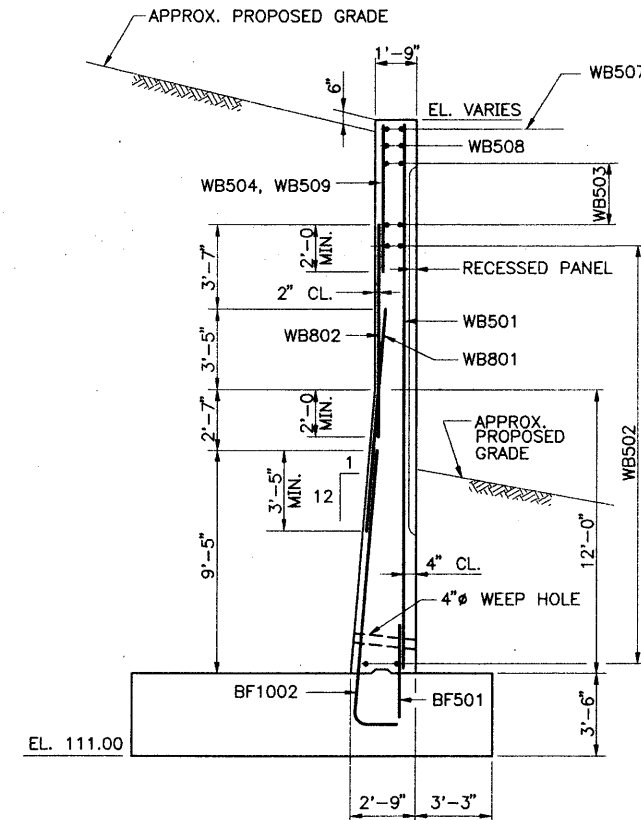 APPROX. PROPOSED GRADE
1'-9"
WB507
6"
EL. VARIES
WB508
WB504, WB509
WB503
2'-0
MIN.
3'-7"
RECESSED PANEL
2" CL.
WB501
WB802
WB801
3'-5"
2'-0
MIN.
2'-7"
APPROX.
PROPOSED
GRADE
WB502
1
12
3'-5"
MIN.
9'-5"
4" CL.
12'-0"
4"ø WEEP HOLE
BF1002
BF501
3'-6"
EL. 111.00
2'-9"
3'-3"